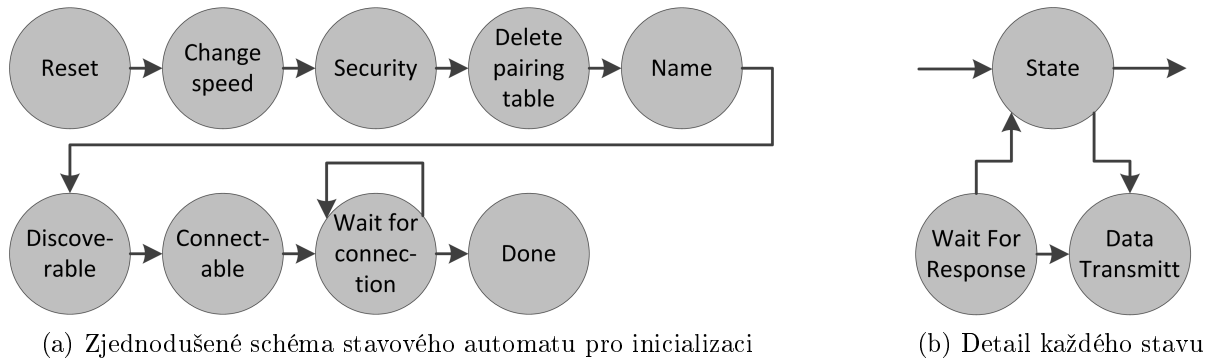 Reset
Change
speed
Security
Delete
pairing
table
Name
State
Discove-
rable
Connect-
able
Wait for
connec-
tion
Done
Wait For
Response
Data
Transmitt
(a) Zjednodušené schéma stavového automatu pro inicializaci
(b) Detail každého stavu